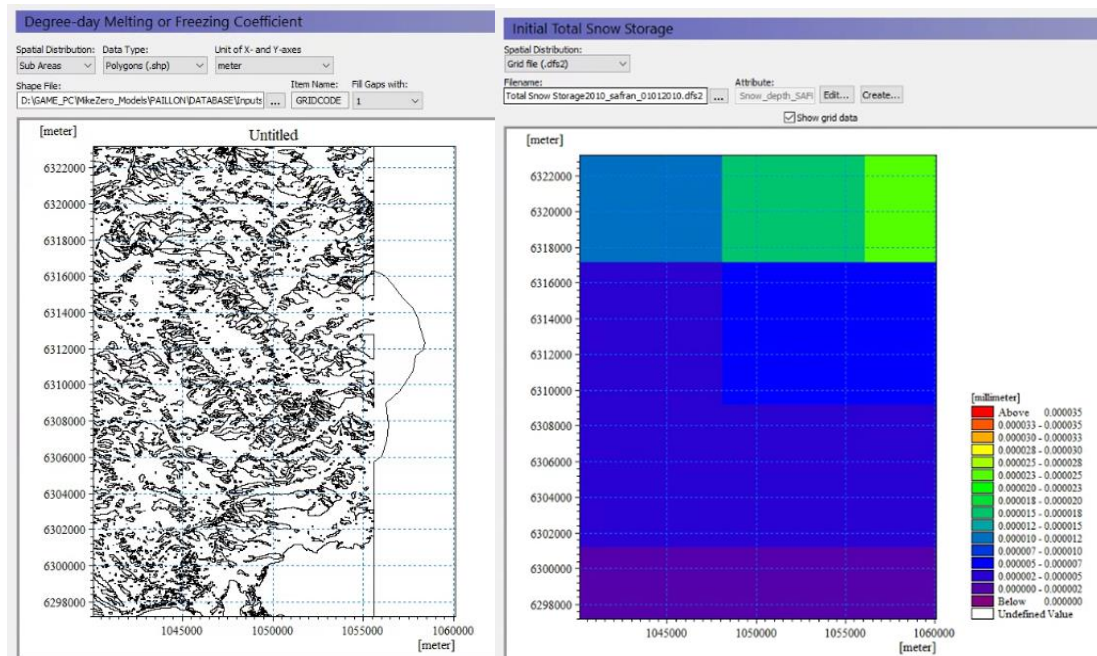 Degree-day Melting or Freezing Coefficient
Spatial Distribution: Data Type: Unit of X- and Y-axes
Sub Areas Polygons (.shp) meter
Shape File: Item Name: Fill Gaps with:
D:\GAME_PC\MikeZero_Models\PAILLON\DATABASE\Inputs ... GRIDCODE 1
[meter] Untitled
6322000
6320000
6318000
6316000
6314000
6312000
6310000
6308000
6306000
6304000
6302000
6300000
6298000
1045000 1050000 1055000 1060000
[meter]
Initial Total Snow Storage
Spatial Distribution:
Grid file (.dfs2)
Filename: Attribute:
Total Snow Storage2010_safran_01012010.dfs2 ... Snow_depth_SAFI Edit... Create...
Show grid data
[meter]
6322000
6320000
6318000
6316000
6314000
6312000
6310000
6308000
6306000
6304000
6302000
6300000
6298000
1045000 1050000 1055000 1060000
[meter]
[millimeter]
Above 0.000035
0.000033 - 0.000035
0.000030 - 0.000033
0.000028 - 0.000030
0.000025 - 0.000028
0.000023 - 0.000025
0.000020 - 0.000023
0.000018 - 0.000020
0.000015 - 0.000018
0.000012 - 0.000015
0.000010 - 0.000012
0.000007 - 0.000010
0.000005 - 0.000007
0.000002 - 0.000005
0.000000 - 0.000002
Below 0.000000
Undefined Value